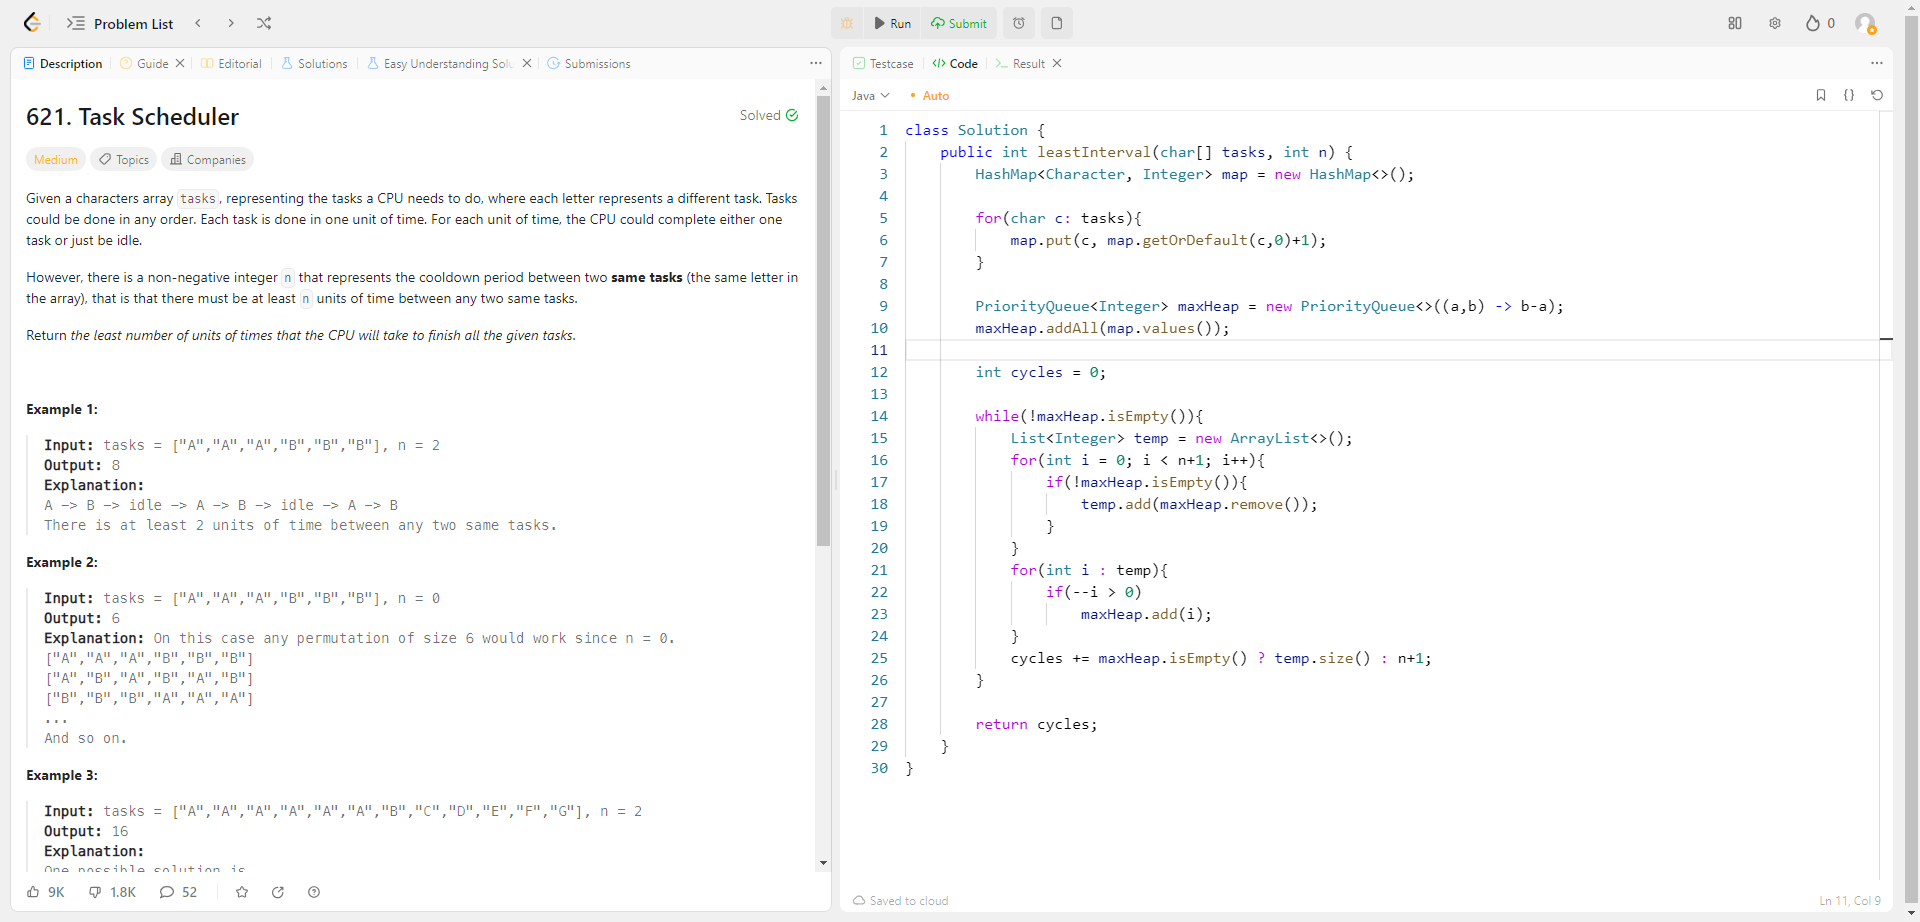 Problem List
Run
Submit
0
Description
Guide
Editorial
Solutions
Easy Understanding Solu
Submissions
621. Task Scheduler
Solved
Medium
Topics
Companies
Given a characters array tasks, representing the tasks a CPU needs to do, where each letter represents a different task. Tasks
could be done in any order. Each task is done in one unit of time. For each unit of time, the CPU could complete either one
task or just be idle.
However, there is a non-negative integer n that represents the cooldown period between two same tasks (the same letter in
the array), that is that there must be at least n units of time between any two same tasks.
Return the least number of units of times that the CPU will take to finish all the given tasks.
Example 1:
Input: tasks = ["A","A","A","B","B","B"], n = 2
Output: 8
Explanation:
A -> B -> idle -> A -> B -> idle -> A -> B
There is at least 2 units of time between any two same tasks.
Example 2:
Input: tasks = ["A","A","A","B","B","B"], n = 0
Output: 6
Explanation: On this case any permutation of size 6 would work since n = 0.
["A","A","A","B","B","B"]
["A","B","A","B","A","B"]
["B","B","B","A","A","A"]
...
And so on.
Example 3:
Input: tasks = ["A","A","A","A","A","A","B","C","D","E","F","G"], n = 2
Output: 16
Explanation:
One possible solution is
9K
1.8K
52
Testcase
</> Code
>_ Result
Java
• Auto
{}
1 class Solution {
2 public int leastInterval(char[] tasks, int n) {
3 HashMap<Character, Integer> map = new HashMap<>();
4
5 for(char c: tasks){
6 map.put(c, map.getOrDefault(c,0)+1);
7 }
8
9 PriorityQueue<Integer> maxHeap = new PriorityQueue<>((a,b) -> b-a);
10 maxHeap.addAll(map.values());
11
12 int cycles = 0;
13
14 while(!maxHeap.isEmpty()){
15 List<Integer> temp = new ArrayList<>();
16 for(int i = 0; i < n+1; i++){
17 if(!maxHeap.isEmpty()){
18 temp.add(maxHeap.remove());
19 }
20 }
21 for(int i : temp){
22 if(--i > 0)
23 maxHeap.add(i);
24 }
25 cycles += maxHeap.isEmpty() ? temp.size() : n+1;
26 }
27
28 return cycles;
29 }
30 }
Saved to cloud
Ln 11, Col 9